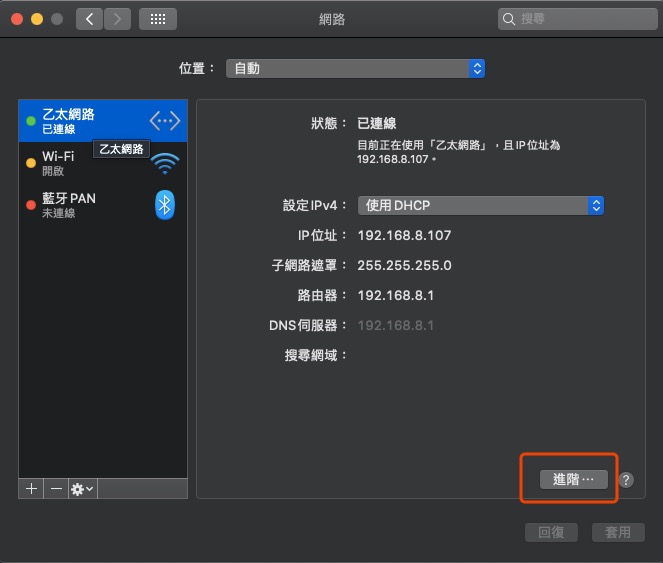 網路
搜尋
位置： 自動
乙太網路
已連線
乙太網路
Wi-Fi
開啟
藍牙 PAN
未連線
狀態： 已連線
目前正在使用「乙太網路」，且 IP 位址為
192.168.8.107。
設定 IPv4： 使用 DHCP
IP 位址： 192.168.8.107
子網路遮罩： 255.255.255.0
路由器： 192.168.8.1
DNS 伺服器： 192.168.8.1
搜尋網域：
進階⋯
?
回復
套用